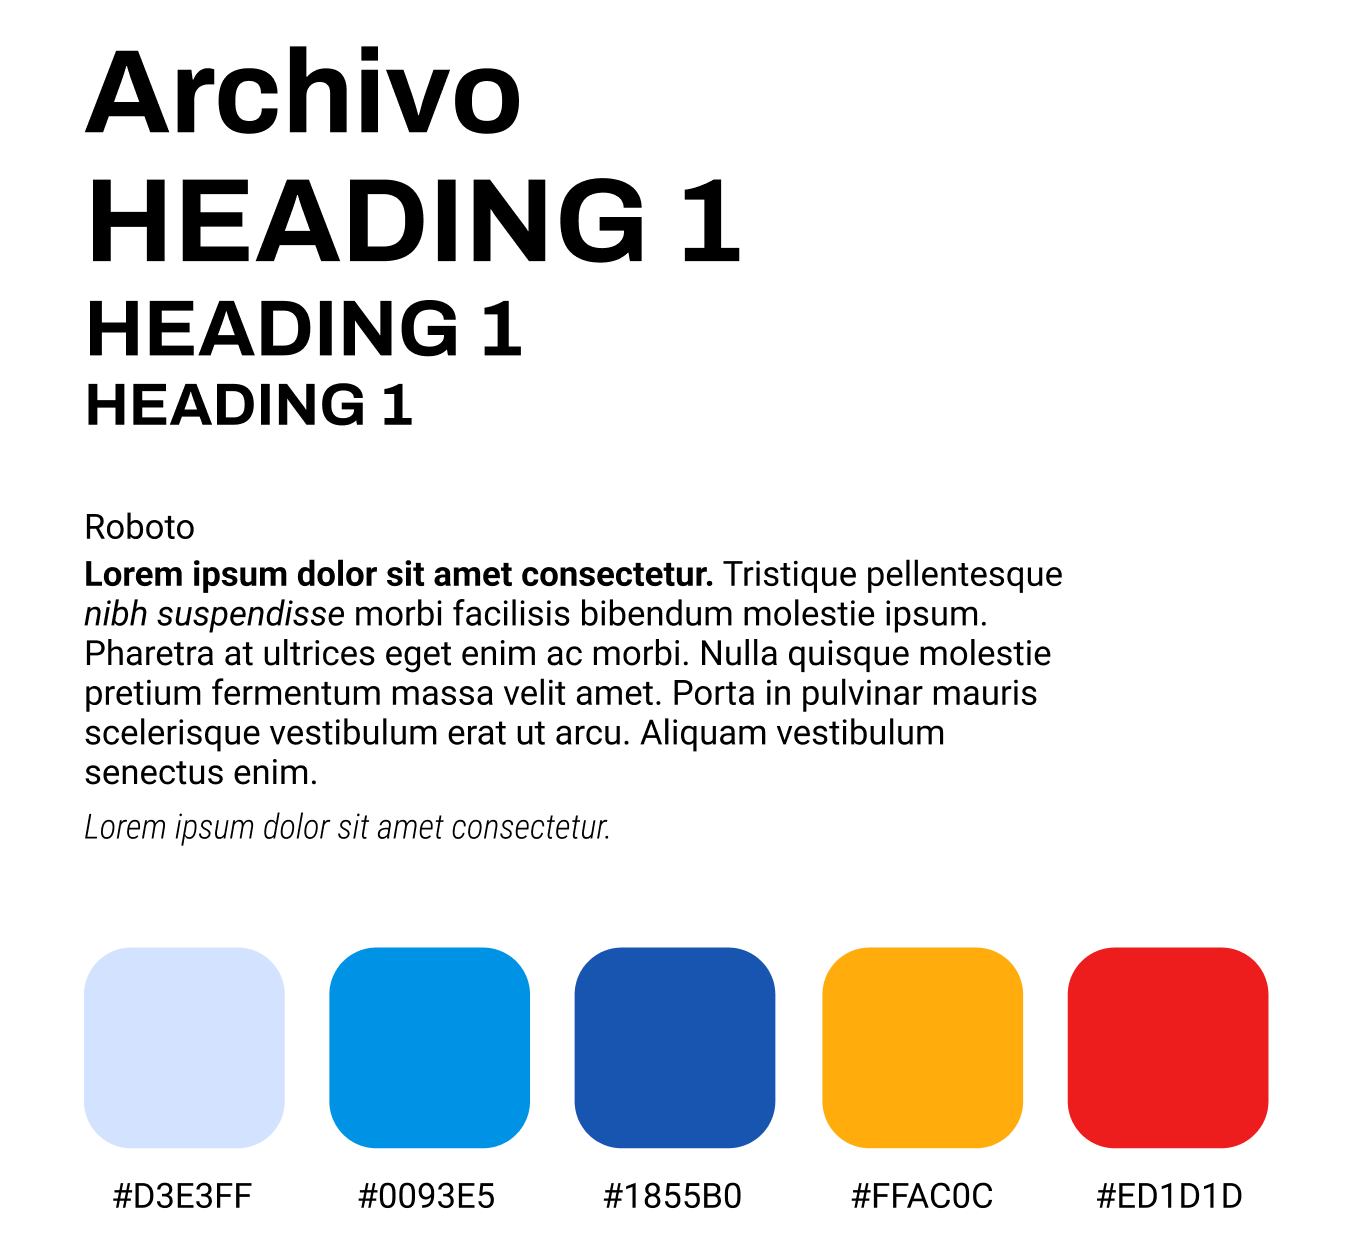 Archivo
HEADING 1
HEADING 1
HEADING 1
Roboto
Lorem ipsum dolor sit amet consectetur. Tristique pellentesque
nibh suspendisse morbi facilisis bibendum molestie ipsum.
Pharetra at ultrices eget enim ac morbi. Nulla quisque molestie
pretium fermentum massa velit amet. Porta in pulvinar mauris
scelerisque vestibulum erat ut arcu. Aliquam vestibulum
senectus enim.
Lorem ipsum dolor sit amet consectetur.
#D3E3FF #0093E5 #1855B0 #FFAC0C #ED1D1D